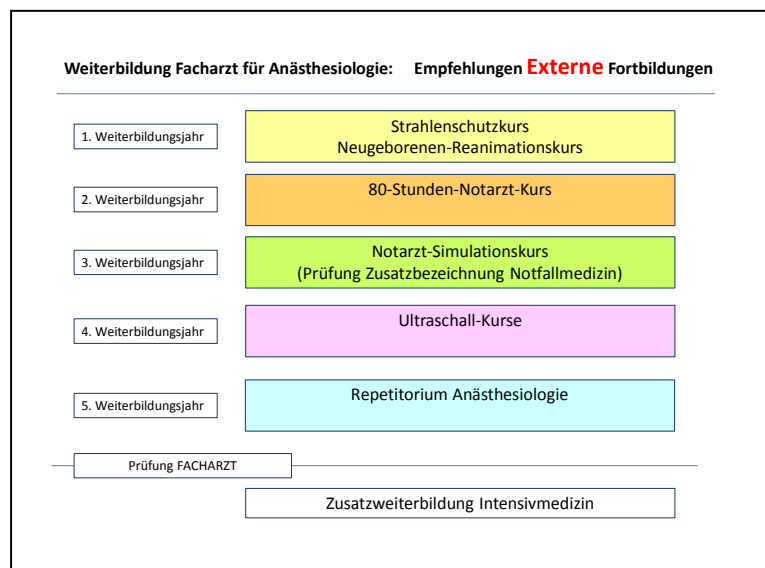 Weiterbildung Facharzt für Anästhesiologie: Empfehlungen Externe Fortbildungen
1. Weiterbildungsjahr
Strahlenschutzkurs
Neugeborenen-Reanimationskurs
2. Weiterbildungsjahr
80-Stunden-Notarzt-Kurs
3. Weiterbildungsjahr
Notarzt-Simulationskurs
(Prüfung Zusatzbezeichnung Notfallmedizin)
4. Weiterbildungsjahr
Ultraschall-Kurse
5. Weiterbildungsjahr
Repetitorium Anästhesiologie
Prüfung FACHARZT
Zusatzweiterbildung Intensivmedizin